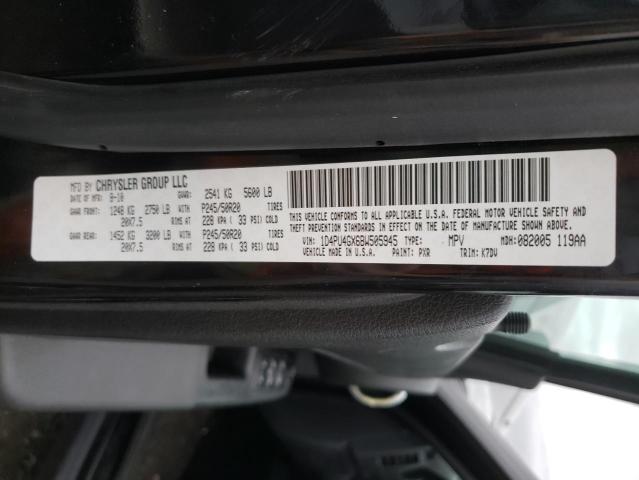 MFD BY CHRYSLER GROUP LLC
DATE OF MFR: 8-10 GVWR: 2541 KG 5600 LB
GAWR FRONT: 1248 KG 2750 LB WITH P245/50R20 TIRES
20X7.5 RIMS AT 228 KPA ( 33 PSI) COLD
GAWR REAR: 1452 KG 3200 LB WITH P245/50R20 TIRES
20X7.5 RIMS AT 228 KPA ( 33 PSI) COLD
THIS VEHICLE CONFORMS TO ALL APPLICABLE U.S.A. FEDERAL MOTOR VEHICLE SAFETY AND
THEFT PREVENTION STANDARDS IN EFFECT ON THE DATE OF MANUFACTURE SHOWN ABOVE.
VIN: 1D4PU4GX6BW505945 TYPE: MPV MDH: 082005 119AA
VEHICLE MADE IN U.S.A. PAINT: PXR TRIM: K7DV